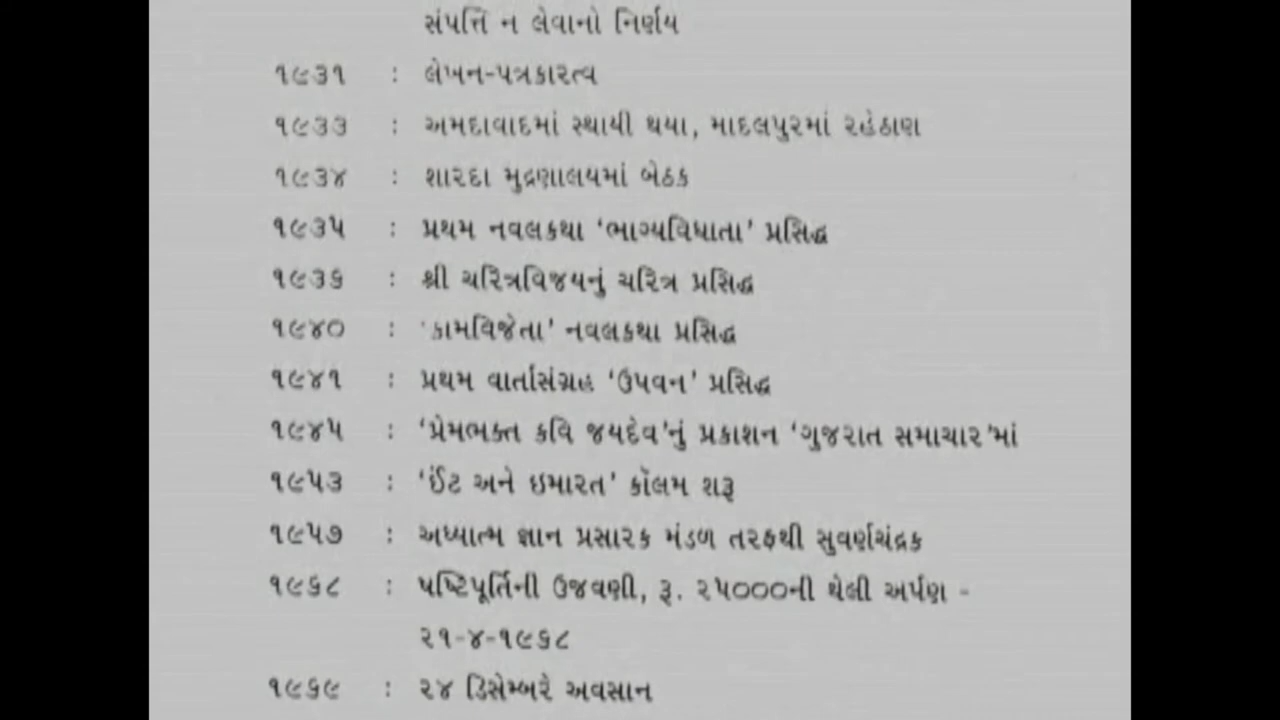 સંપત્તિ ન લેવાનો નિર્ણય
૧૯૩૧ : લેખન-પત્રકારત્વ
૧૯૩૩ : અમદાવાદમાં સ્થાયી થયા, માદલપુરમાં રહેઠાણ
૧૯૩૪ : શારદા મુદ્રણાલયમાં બેઠક
૧૯૩૫ : પ્રથમ નવલકથા ‘ભાગ્યવિધાતા’ પ્રસિદ્ધ
૧૯૩૬ : શ્રી ચરિત્રવિજયનું ચરિત્ર પ્રસિદ્ધ
૧૯૪૦ : ‘કામવિજેતા’ નવલકથા પ્રસિદ્ધ
૧૯૪૧ : પ્રથમ વાર્તાસંગ્રહ ‘ઉપવન’ પ્રસિદ્ધ
૧૯૪૫ : ‘પ્રેમભક્ત કવિ જયદેવ’નું પ્રકાશન ‘ગુજરાત સમાચાર’માં
૧૯૫૩ : ‘ઈંટ અને ઇમારત’ કૉલમ શરૂ
૧૯૫૭ : અધ્યાત્મ જ્ઞાન પ્રસારક મંડળ તરફથી સુવર્ણચંદ્રક
૧૯૬૮ : ષષ્ટિપૂર્તિની ઉજવણી, રૂ. ૨૫૦૦૦ની થેલી અર્પણ -
૨૧-૪-૧૯૬૮
૧૯૬૯ : ૨૪ ડિસેમ્બરે અવસાન